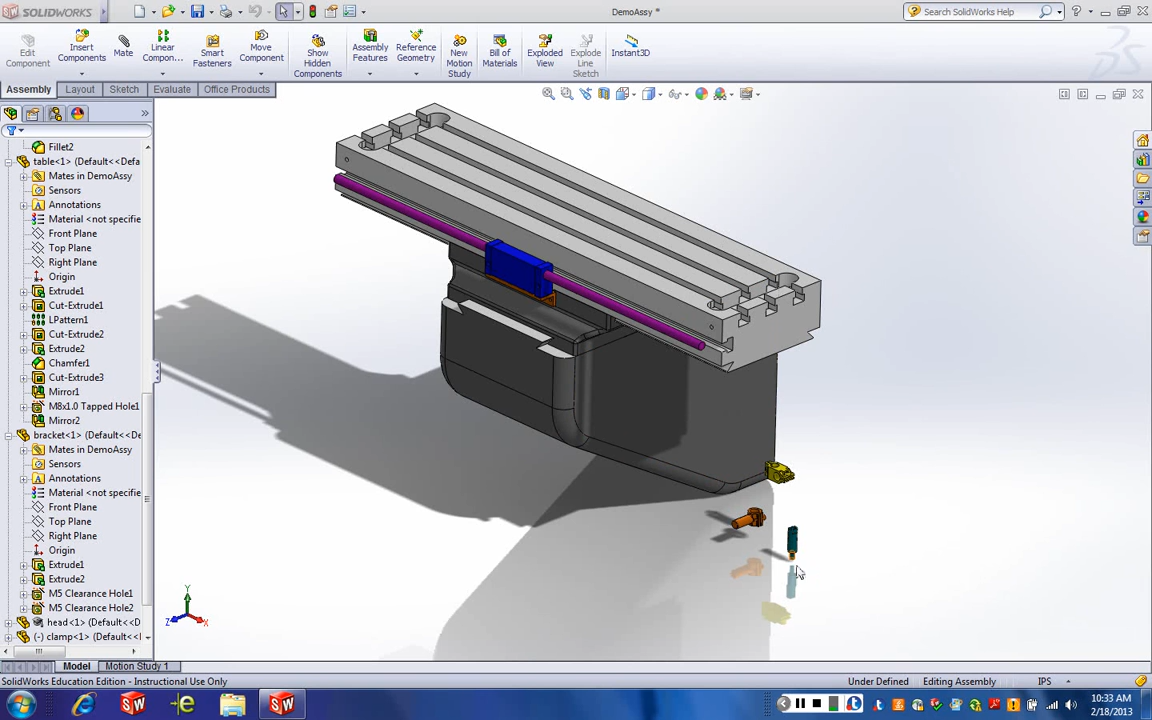 SOLIDWORKS
DemoAssy *
Search SolidWorks Help
Edit Component
Insert Components
Mate
Linear Compon...
Smart Fasteners
Move Component
Show Hidden Components
Assembly Features
Reference Geometry
New Motion Study
Bill of Materials
Exploded View
Explode Line Sketch
Instant3D
Assembly
Layout
Sketch
Evaluate
Office Products
Fillet2
table<1> (Default<<Defa
Mates in DemoAssy
Sensors
Annotations
Material <not specifie
Front Plane
Top Plane
Right Plane
Origin
Extrude1
Cut-Extrude1
LPattern1
Cut-Extrude2
Extrude2
Chamfer1
Cut-Extrude3
Mirror1
M8x1.0 Tapped Hole1
Mirror2
bracket<1> (Default<<De
Mates in DemoAssy
Sensors
Annotations
Material <not specifie
Front Plane
Top Plane
Right Plane
Origin
Extrude1
Extrude2
M5 Clearance Hole1
M5 Clearance Hole2
head<1> (Default<<D
(-) clamp<1> (Default<
Y
Z
X
Model
Motion Study 1
SolidWorks Education Edition - Instructional Use Only
Under Defined
Editing Assembly
IPS
10:33 AM
2/18/2013